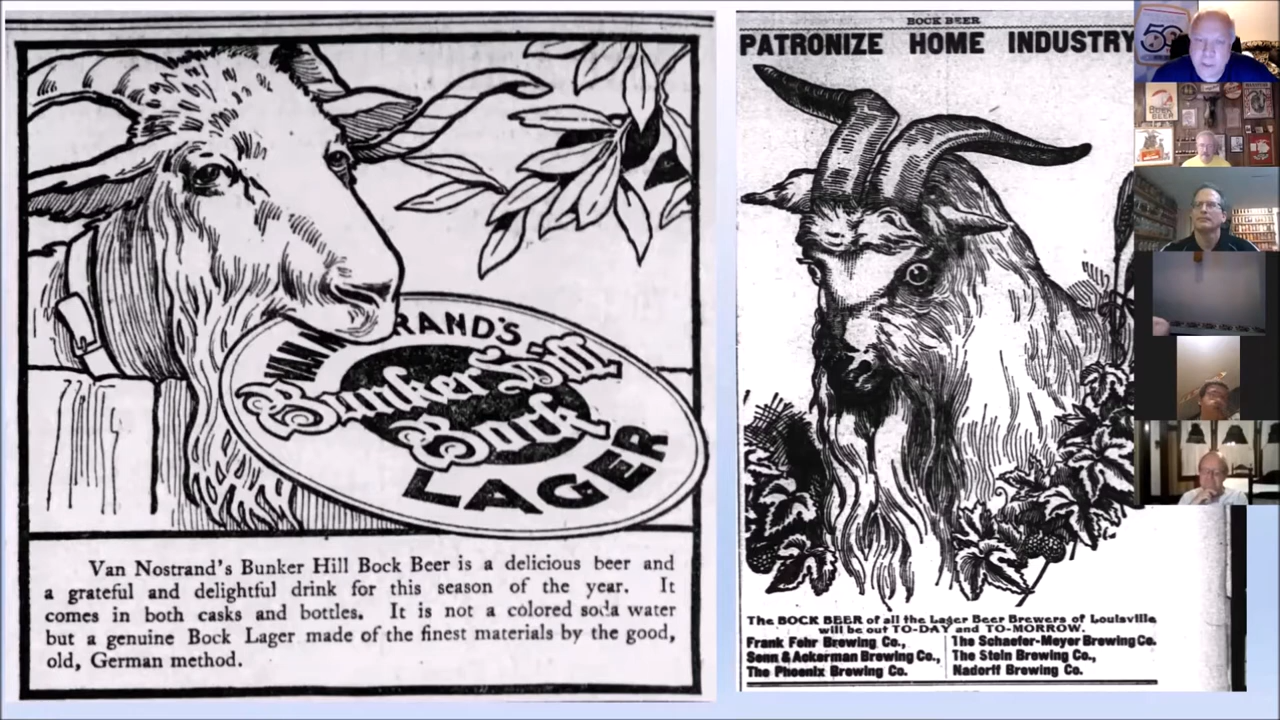 VAN RAND'S
Bunker Hill
Bock
LAGER
Van Nostrand's Bunker Hill Bock Beer is a delicious beer and
a grateful and delightful drink for this season of the year. It
comes in both casks and bottles. It is not a colored soda water
but a genuine Bock Lager made of the finest materials by the good,
old, German method.
BOCK BEER
PATRONIZE HOME INDUSTRY
The BOCK BEER of all the Lager Beer Brewers of Louisville
will be out TO-DAY and TO-MORROW.
Frank Fehr Brewing Co.,
Senn & Ackerman Brewing Co.,
The Phoenix Brewing Co.
The Schaefer-Meyer Brewing Co.
The Stein Brewing Co.,
Nadorff Brewing Co.
50
BOCK
BEER